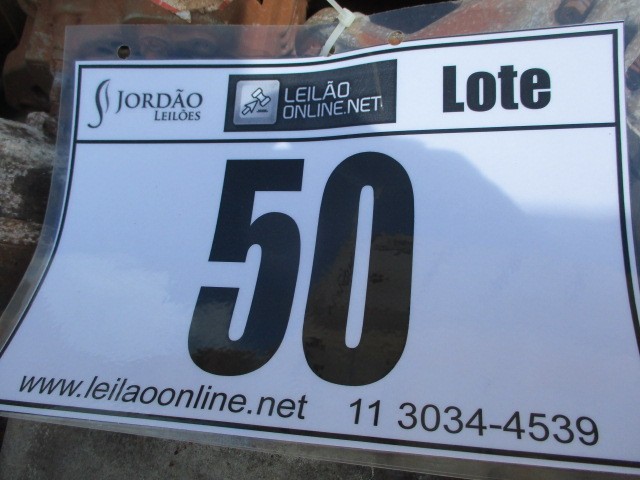 JORDÃO
LEILÕES
LEILÃO
ONLINE.NET
Lote
50
www.leilaoonline.net 11 3034-4539